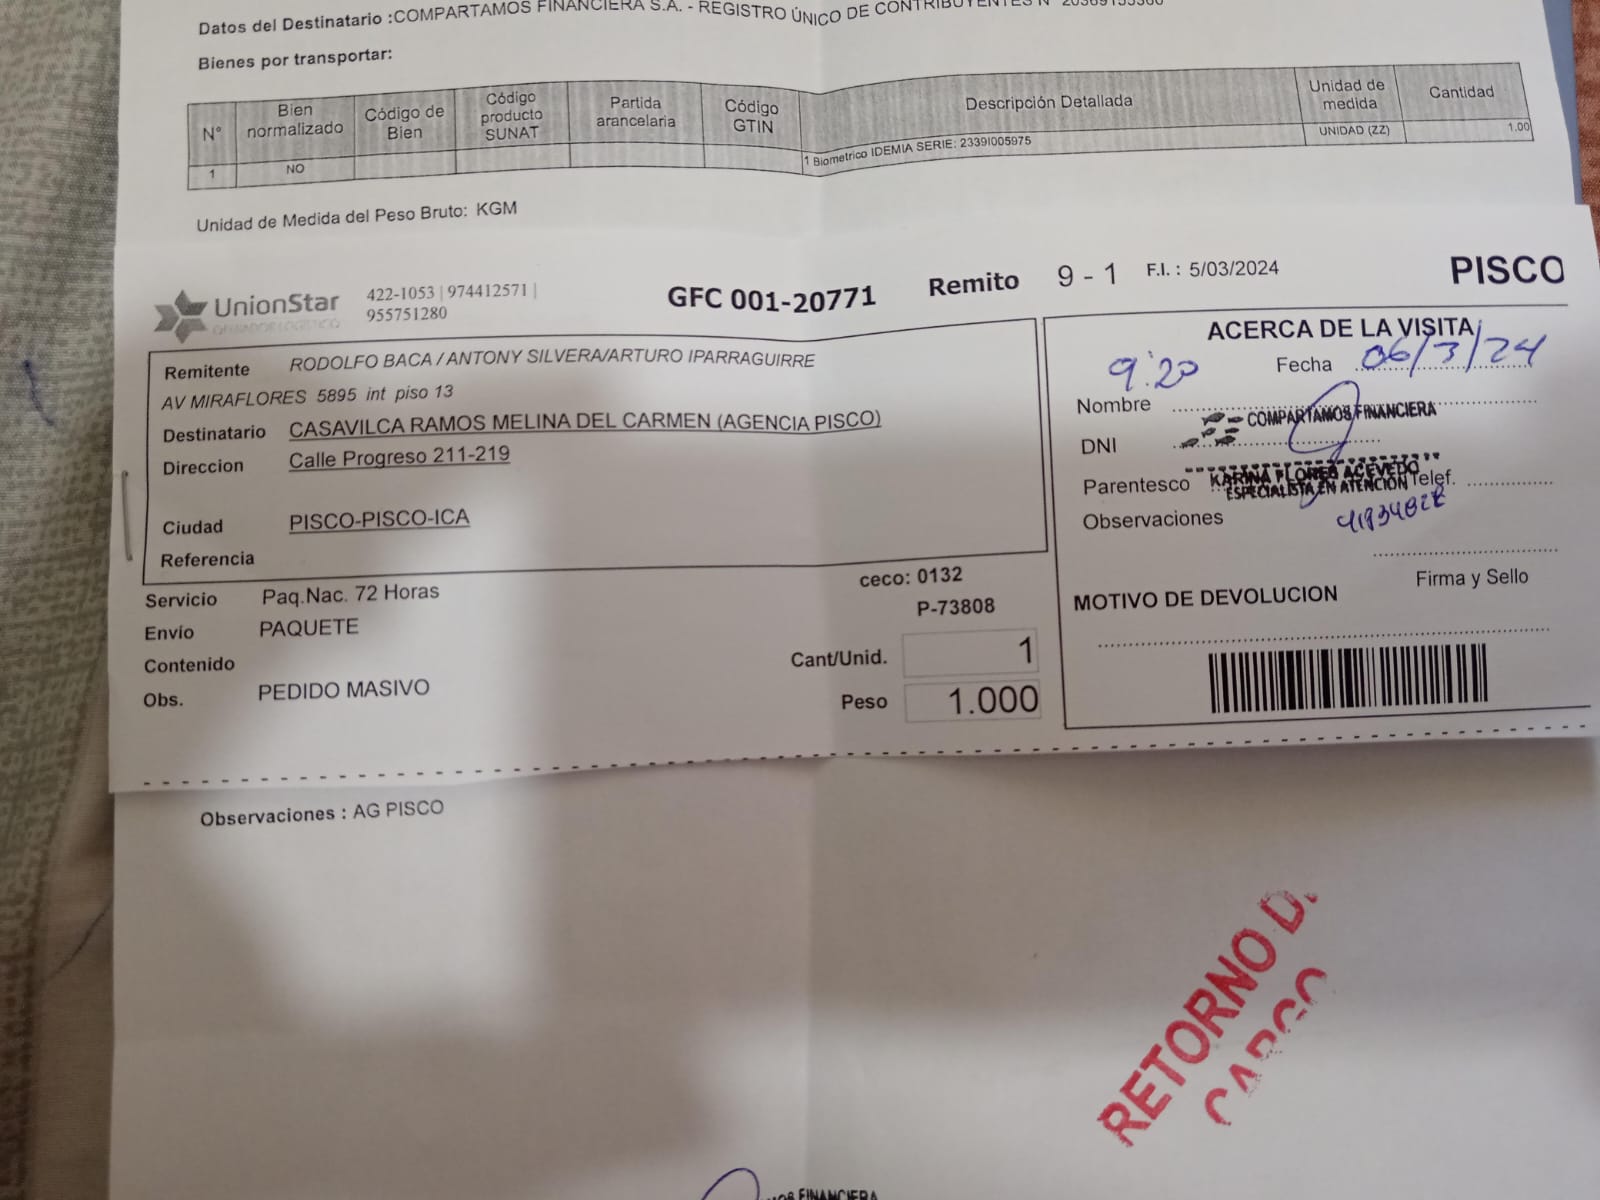 Datos del Destinatario :COMPARTAMOS FINANCIERA S.A. - REGISTRO ÚNICO DE CONTRIBUYENTES N°
Bienes por transportar:
N° Bien normalizado Código de Bien Código producto SUNAT Partida arancelaria Código GTIN Descripción Detallada Unidad de medida Cantidad
1 NO 1 Biometrico IDEMIA SERIE: 2339I005975 UNIDAD (ZZ) 1.00
Unidad de Medida del Peso Bruto: KGM
UnionStar 422-1053 | 974412571 | 955751280
OPERADOR LOGISTICO
GFC 001-20771 Remito 9 - 1 F.I. : 5/03/2024 PISCO
Remitente RODOLFO BACA / ANTONY SILVERA/ARTURO IPARRAGUIRRE
AV MIRAFLORES 5895 int piso 13
Destinatario CASAVILCA RAMOS MELINA DEL CARMEN (AGENCIA PISCO)
Direccion Calle Progreso 211-219
Ciudad PISCO-PISCO-ICA
Referencia
Servicio Paq.Nac. 72 Horas
Envío PAQUETE
Contenido
Obs. PEDIDO MASIVO
ceco: 0132
P-73808
Cant/Unid. 1
Peso 1.000
ACERCA DE LA VISITA
9:20 Fecha 06/3/24
Nombre
COMPARTAMOS FINANCIERA
DNI
KARINA FLORES ACEVEDO
Parentesco ESPECIALISTA EN ATENCIÓN Telef.
Observaciones
Firma y Sello
MOTIVO DE DEVOLUCION
Observaciones : AG PISCO
RETORNO D
CARGO
FINANCIERA